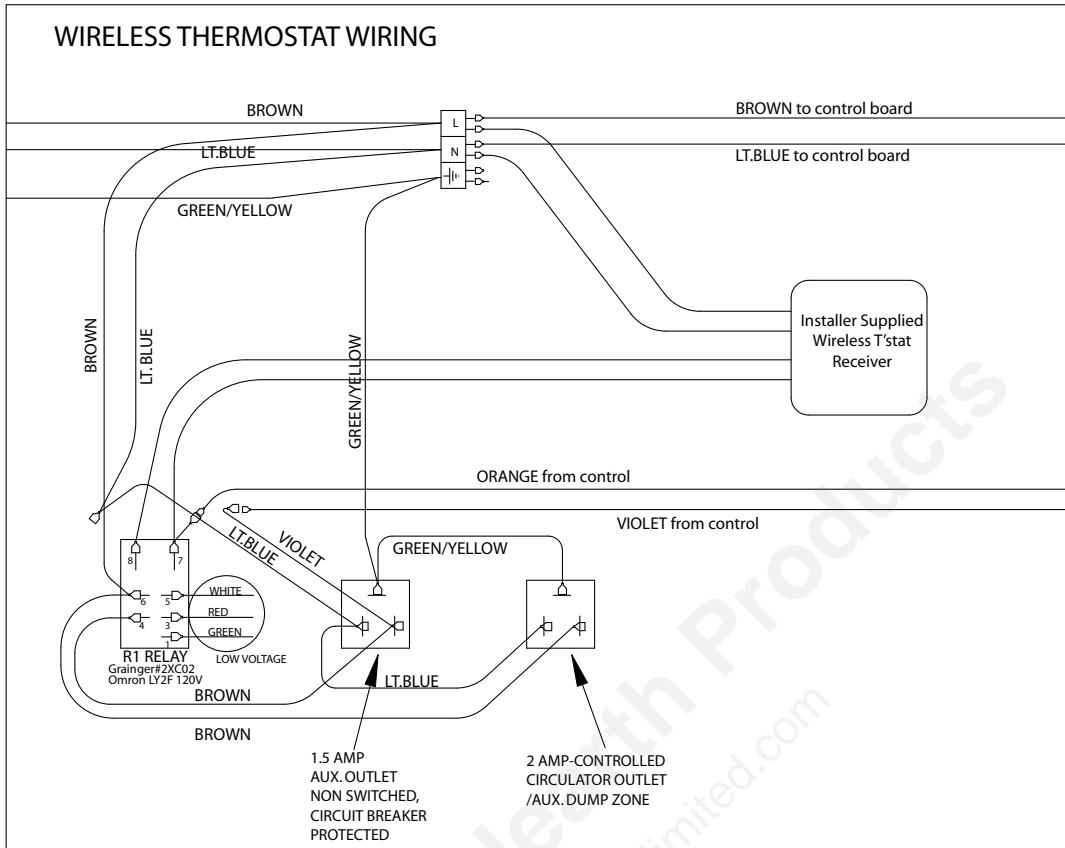 WIRELESS THERMOSTAT WIRING
BROWN
BROWN to control board
L
LT.BLUE
N
LT.BLUE to control board
GREEN/YELLOW
BROWN
LT. BLUE
GREEN/YELLOW
Installer Supplied
Wireless T'stat
Receiver
ORANGE from control
VIOLET from control
LT.BLUE
VIOLET
GREEN/YELLOW
8
7
6
5
WHITE
4
3
RED
1
GREEN
LOW VOLTAGE
R1 RELAY
Grainger#2XC02
Omron LY2F 120V
LT.BLUE
BROWN
BROWN
1.5 AMP
AUX. OUTLET
NON SWITCHED,
CIRCUIT BREAKER
PROTECTED
2 AMP-CONTROLLED
CIRCULATOR OUTLET
/AUX. DUMP ZONE
earth Products
limited.com